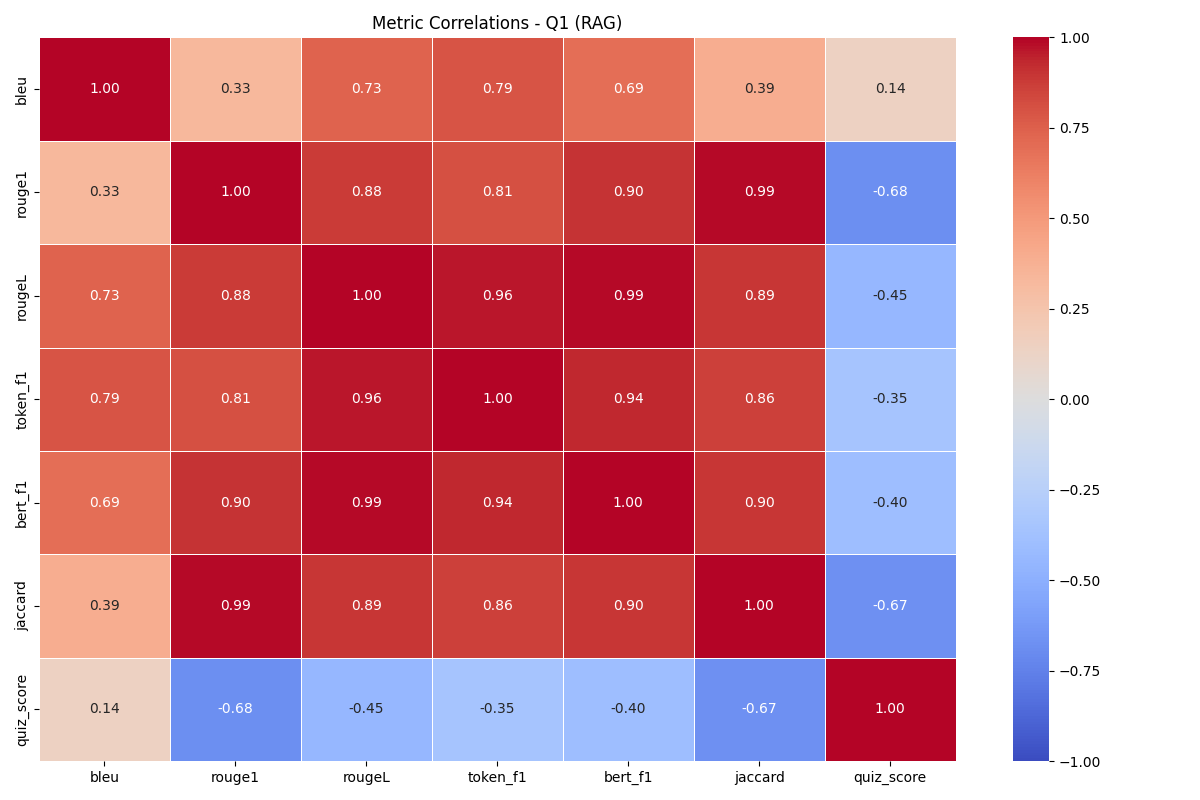 Metric Correlations - Q1 (RAG)
bleu 1.00 0.33 0.73 0.79 0.69 0.39 0.14
rouge1 0.33 1.00 0.88 0.81 0.90 0.99 -0.68
rougeL 0.73 0.88 1.00 0.96 0.99 0.89 -0.45
token_f1 0.79 0.81 0.96 1.00 0.94 0.86 -0.35
bert_f1 0.69 0.90 0.99 0.94 1.00 0.90 -0.40
jaccard 0.39 0.99 0.89 0.86 0.90 1.00 -0.67
quiz_score 0.14 -0.68 -0.45 -0.35 -0.40 -0.67 1.00
bleu rouge1 rougeL token_f1 bert_f1 jaccard quiz_score
1.00
0.75
0.50
0.25
0.00
−0.25
−0.50
−0.75
−1.00